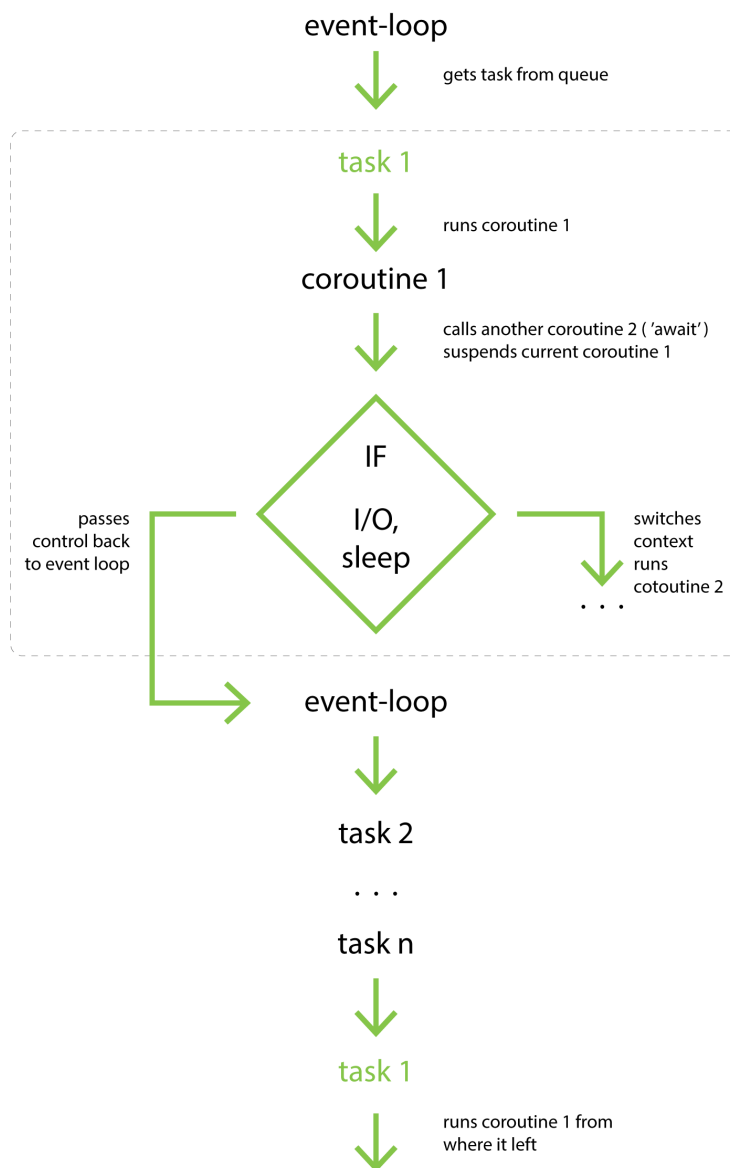 event-loop
gets task from queue
task 1
runs coroutine 1
coroutine 1
calls another coroutine 2 ( ’await’ )
suspends current coroutine 1
IF
I/O,
sleep
passes
control back
to event loop
switches
context
runs
cotoutine 2
. . .
event-loop
task 2
. . .
task n
task 1
runs coroutine 1 from
where it left